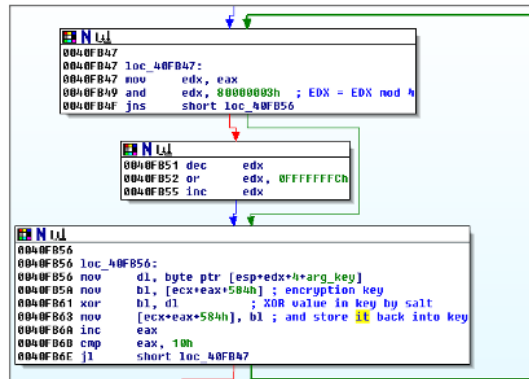 0040FB47
0040FB47 loc_40FB47:
0040FB47 mov edx, eax
0040FB49 and edx, 80000003h ; EDX = EDX mod 4
0040FB4F jns short loc_40FB56
0040FB51 dec edx
0040FB52 or edx, 0FFFFFFFCh
0040FB55 inc edx
0040FB56
0040FB56 loc_40FB56:
0040FB56 mov dl, byte ptr [esp+edx+4+arg_key]
0040FB5A mov bl, [ecx+eax+584h] ; encryption key
0040FB61 xor bl, dl ; XOR value in key by salt
0040FB63 mov [ecx+eax+584h], bl ; and store it back into key
0040FB6A inc eax
0040FB6B cmp eax, 10h
0040FB6E jl short loc_40FB47